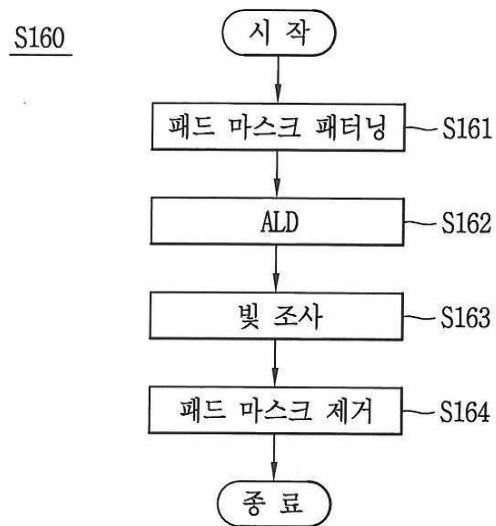 S160
시 작
패드 마스크 패터닝
S161
ALD
S162
빛 조사
S163
패드 마스크 제거
S164
종 료